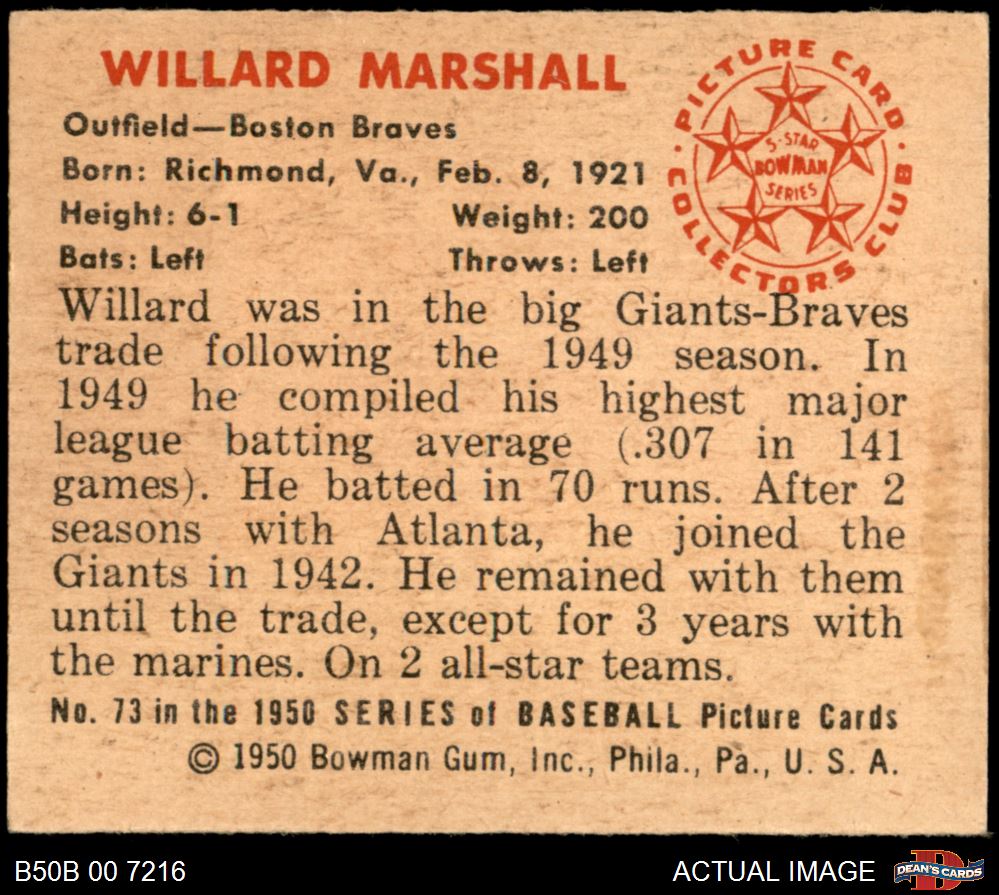 WILLARD MARSHALL
Outfield—Boston Braves
Born: Richmond, Va., Feb. 8, 1921
Height: 6-1 Weight: 200
Bats: Left Throws: Left
PICTURE CARD COLLECTORS CLUB
5-STAR
BOWMAN
SERIES
Willard was in the big Giants-Braves
trade following the 1949 season. In
1949 he compiled his highest major
league batting average (.307 in 141
games). He batted in 70 runs. After 2
seasons with Atlanta, he joined the
Giants in 1942. He remained with them
until the trade, except for 3 years with
the marines. On 2 all-star teams.
No. 73 in the 1950 SERIES of BASEBALL Picture Cards
© 1950 Bowman Gum, Inc., Phila., Pa., U. S. A.
B50B 00 7216 ACTUAL IMAGE DEAN'S CARDS